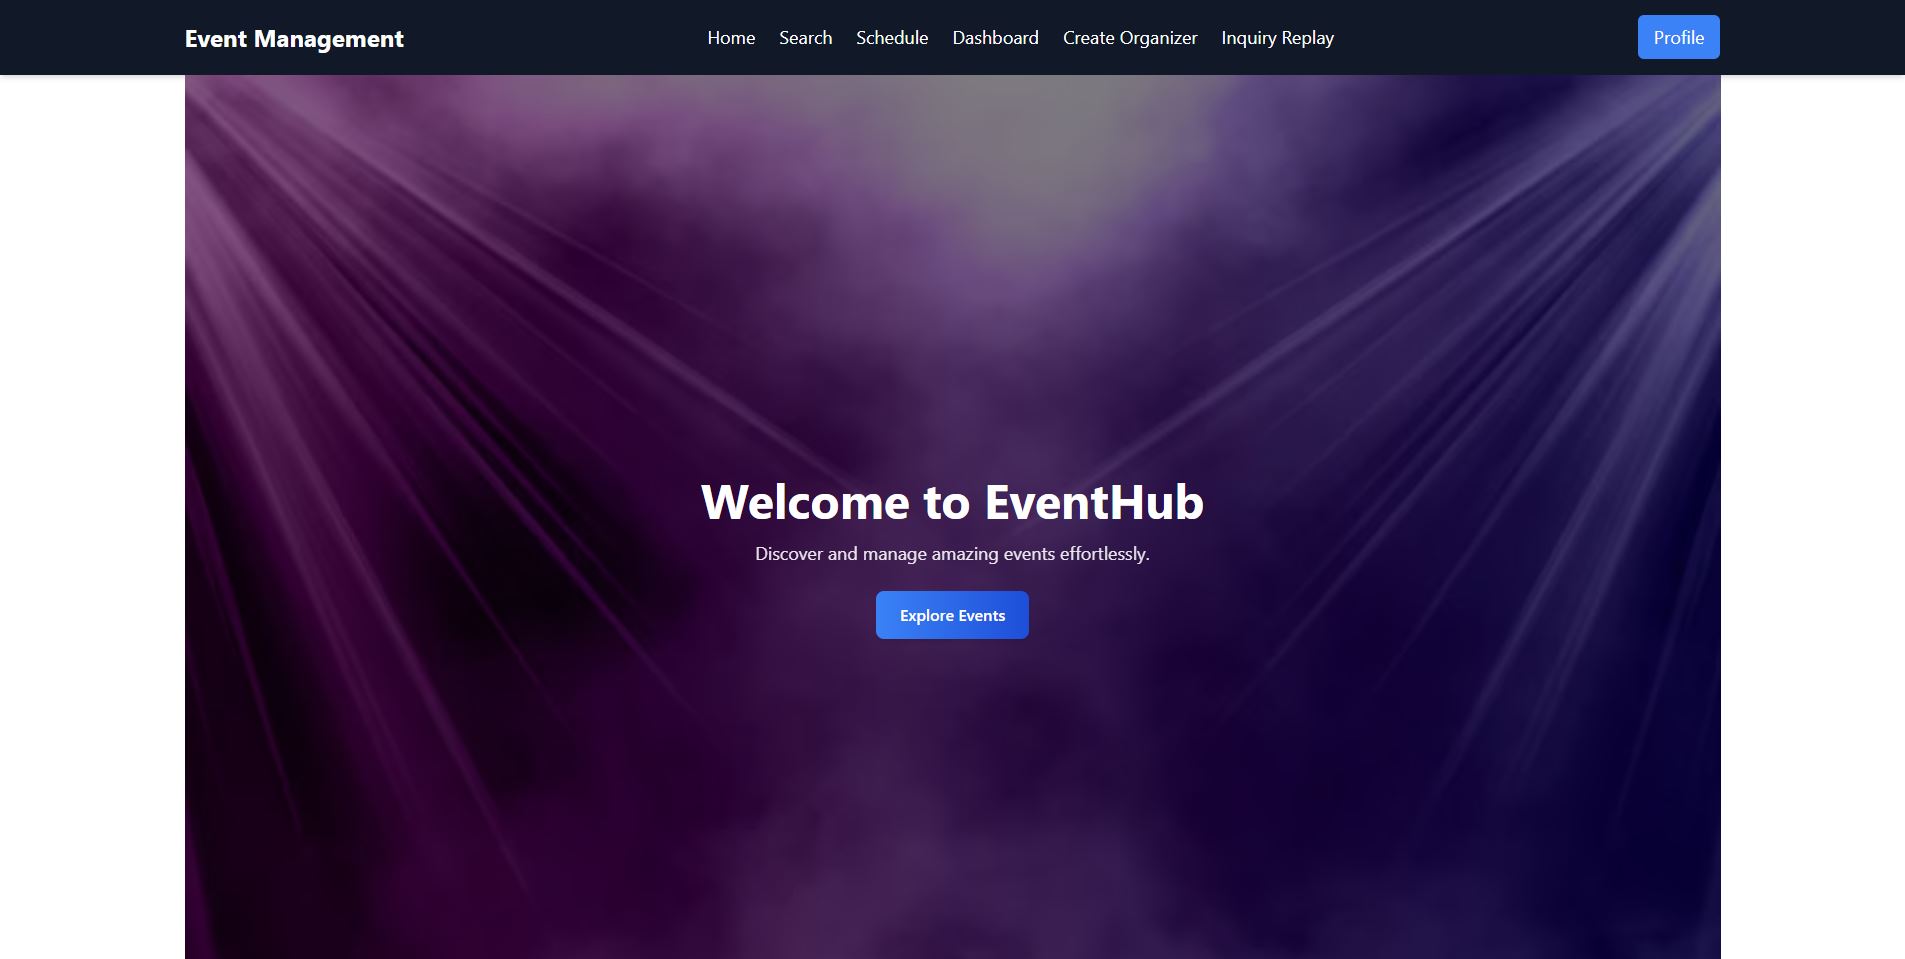 Event Management
Home Search Schedule Dashboard Create Organizer Inquiry Replay
Profile
Welcome to EventHub
Discover and manage amazing events effortlessly.
Explore Events